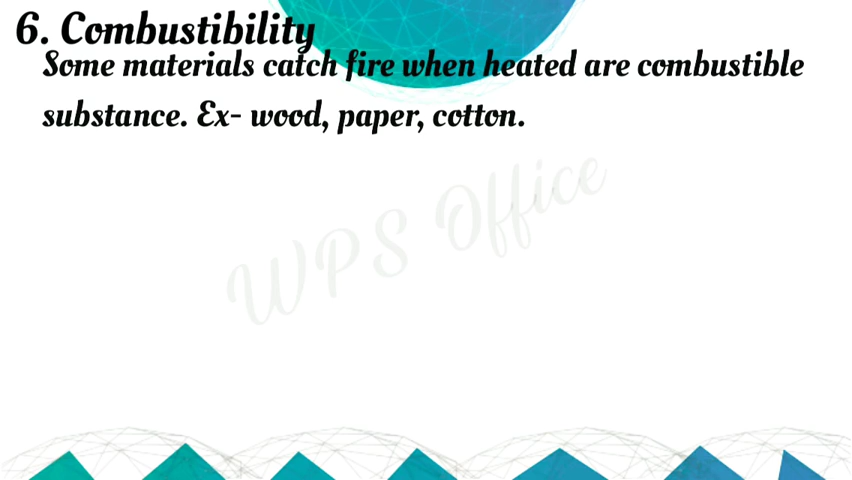 6. Combustibility
Some materials catch fire when heated are combustible
substance. Ex- wood, paper, cotton.
WPS Office